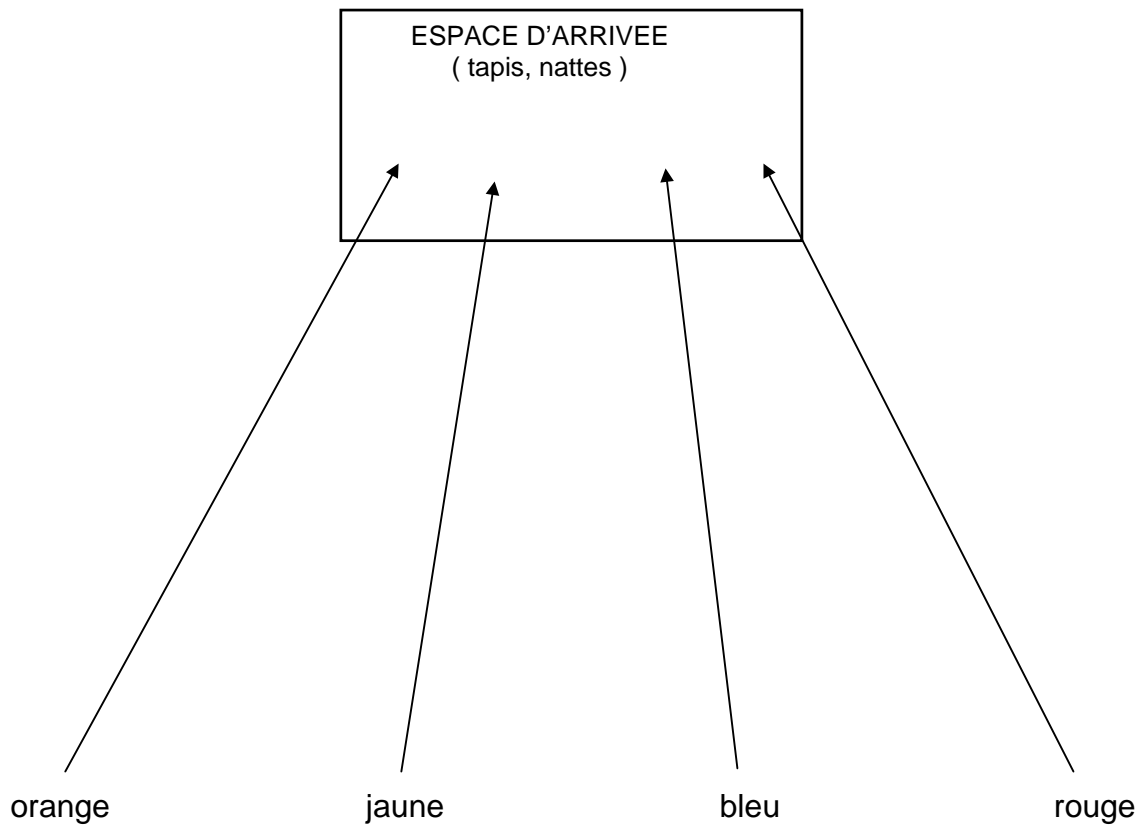 ESPACE D'ARRIVEE
( tapis, nattes )
orange jaune bleu rouge